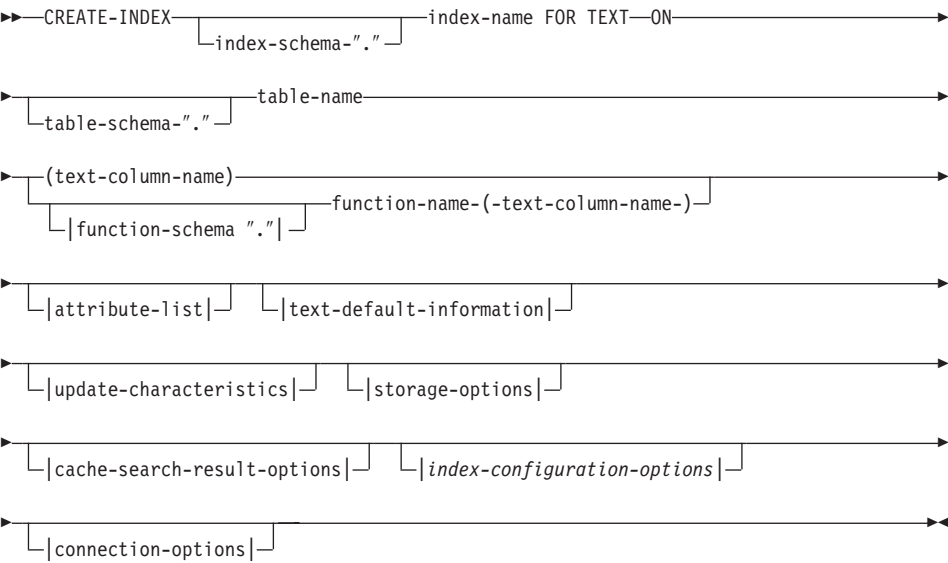 CREATE-INDEX index-name FOR TEXT ON
index-schema-"."
table-name
table-schema-"."
(text-column-name)
function-name-(-text-column-name-)
|function-schema "."|
|attribute-list| |text-default-information|
|update-characteristics| |storage-options|
|cache-search-result-options| |index-configuration-options|
|connection-options|